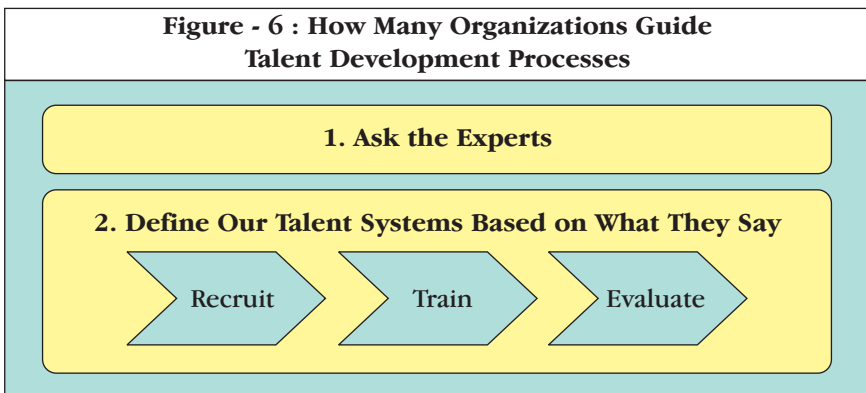 Figure - 6 : How Many Organizations Guide
Talent Development Processes
1. Ask the Experts
2. Define Our Talent Systems Based on What They Say
Recruit
Train
Evaluate